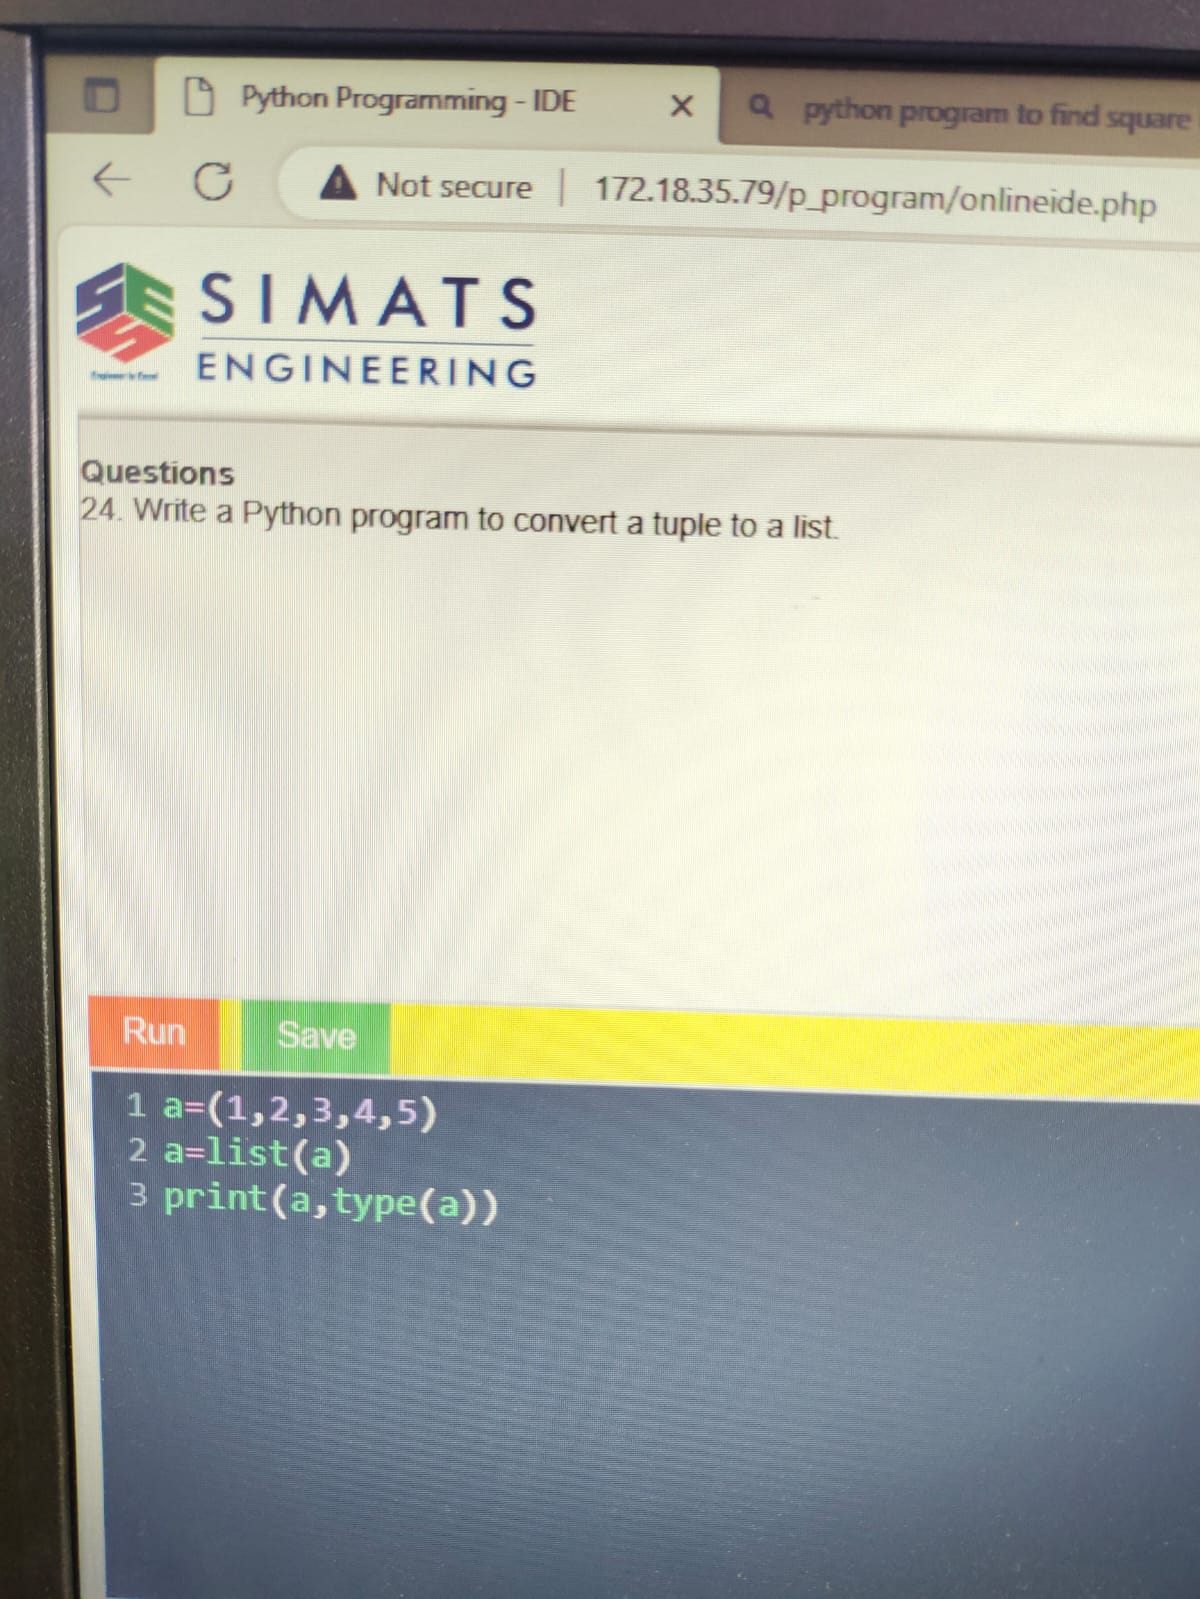 Python Programming - IDE
python program to find square
Not secure
172.18.35.79/p_program/onlineide.php
SIMATS
ENGINEERING
Questions
24. Write a Python program to convert a tuple to a list.
Run
Save
1 a=(1,2,3,4,5)
2 a=list(a)
3 print(a,type(a))